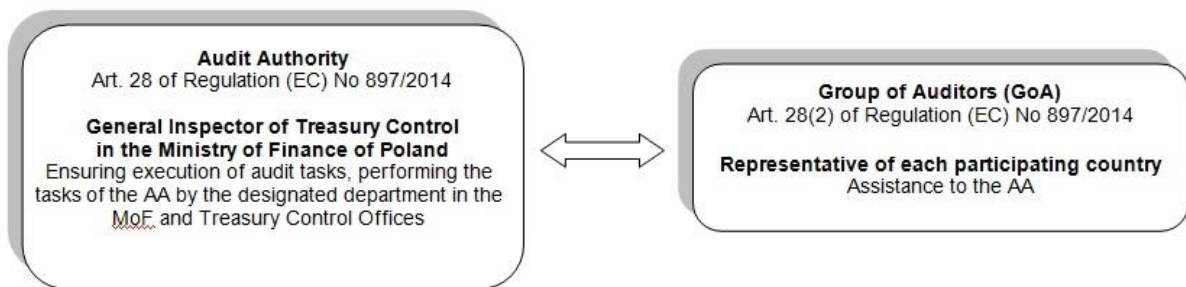 Audit Authority
Art. 28 of Regulation (EC) No 897/2014
General Inspector of Treasury Control
in the Ministry of Finance of Poland
Ensuring execution of audit tasks, performing the
tasks of the AA by the designated department in the
MoF and Treasury Control Offices
Group of Auditors (GoA)
Art. 28(2) of Regulation (EC) No 897/2014
Representative of each participating country
Assistance to the AA